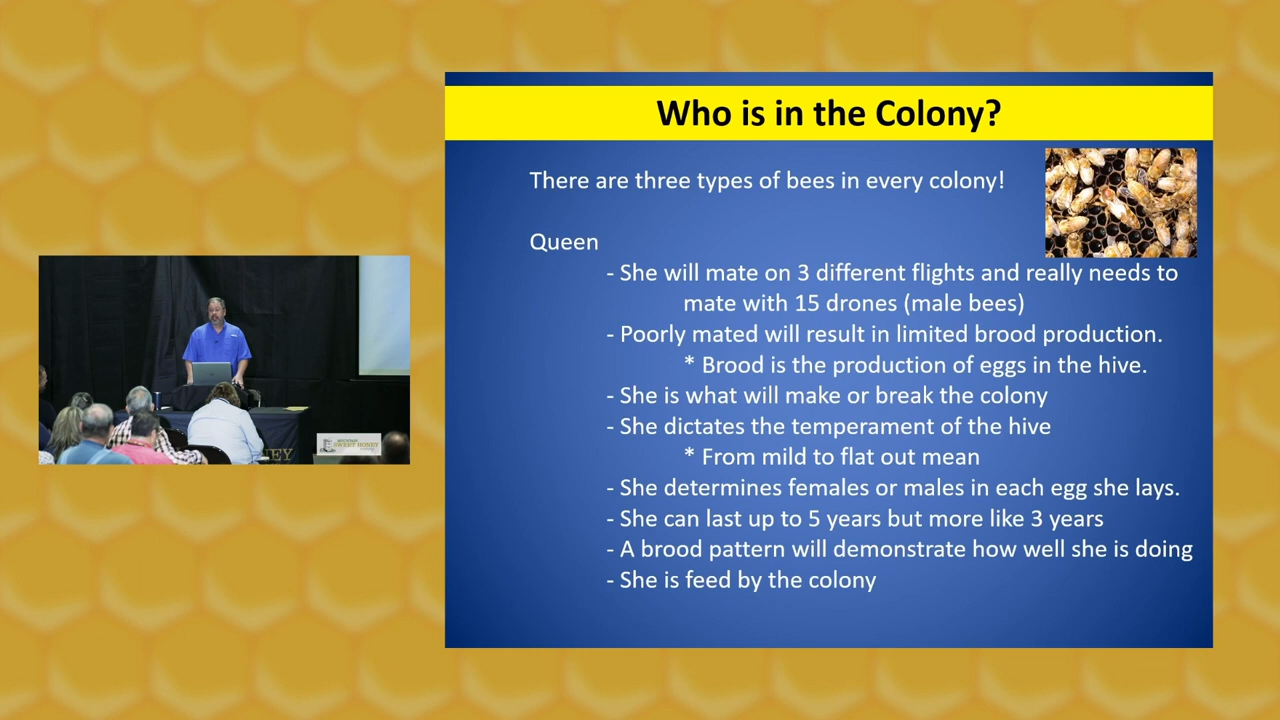 Who is in the Colony?
There are three types of bees in every colony!
Queen
- She will mate on 3 different flights and really needs to
mate with 15 drones (male bees)
- Poorly mated will result in limited brood production.
* Brood is the production of eggs in the hive.
- She is what will make or break the colony
- She dictates the temperament of the hive
* From mild to flat out mean
- She determines females or males in each egg she lays.
- She can last up to 5 years but more like 3 years
- A brood pattern will demonstrate how well she is doing
- She is feed by the colony
MOUNTAIN
SWEET HONEY